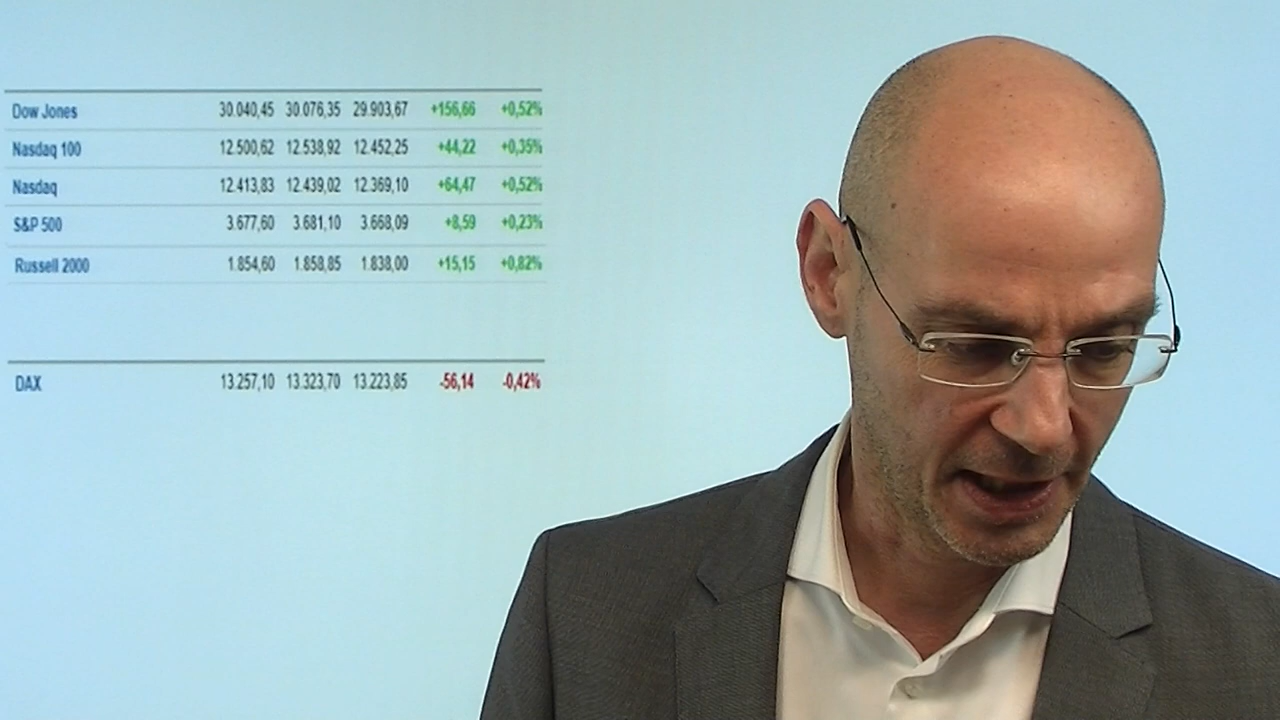 Dow Jones 30.040,45 30.076,35 29.903,67 +156,66 +0,52%
Nasdaq 100 12.500,62 12.538,92 12.452,25 +44,22 +0,35%
Nasdaq 12.413,83 12.439,02 12.369,10 +64,47 +0,52%
S&P 500 3.677,60 3.681,10 3.668,09 +8,59 +0,23%
Russell 2000 1.854,60 1.858,85 1.838,00 +15,15 +0,82%
DAX 13.257,10 13.323,70 13.223,85 -56,14 -0,42%